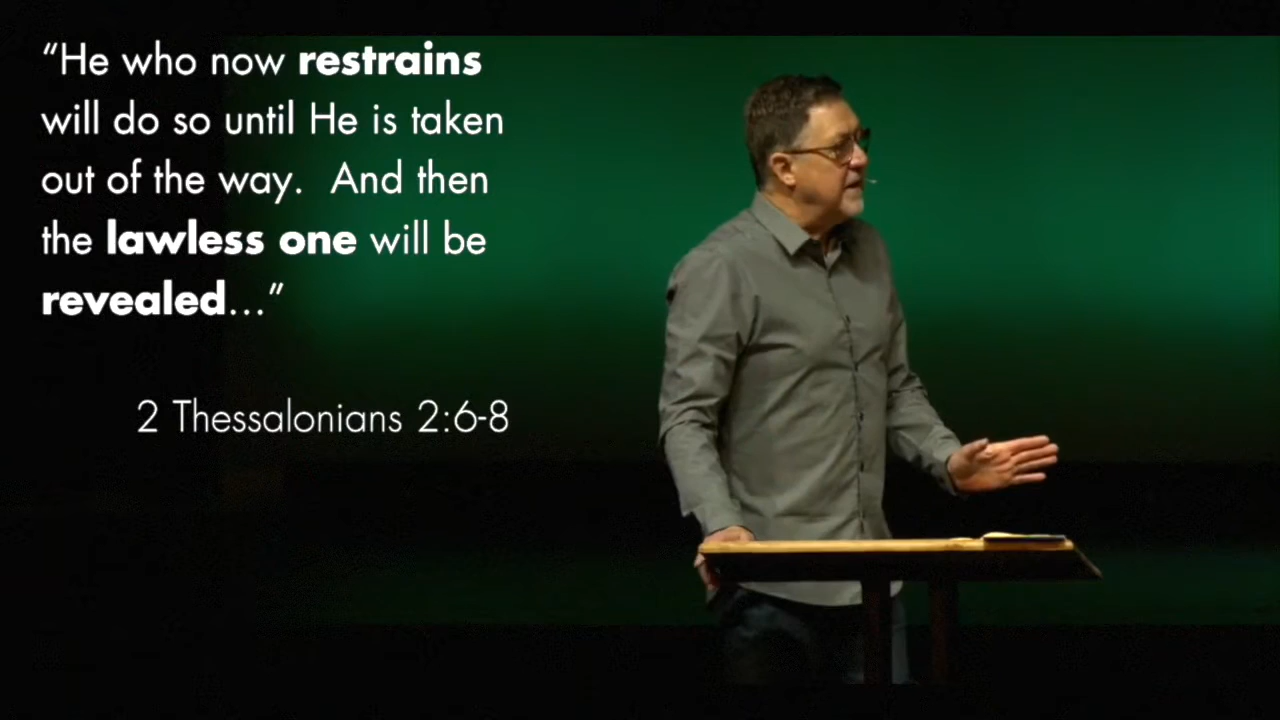 “He who now restrains
will do so until He is taken
out of the way.  And then
the lawless one will be
revealed...”
2 Thessalonians 2:6-8